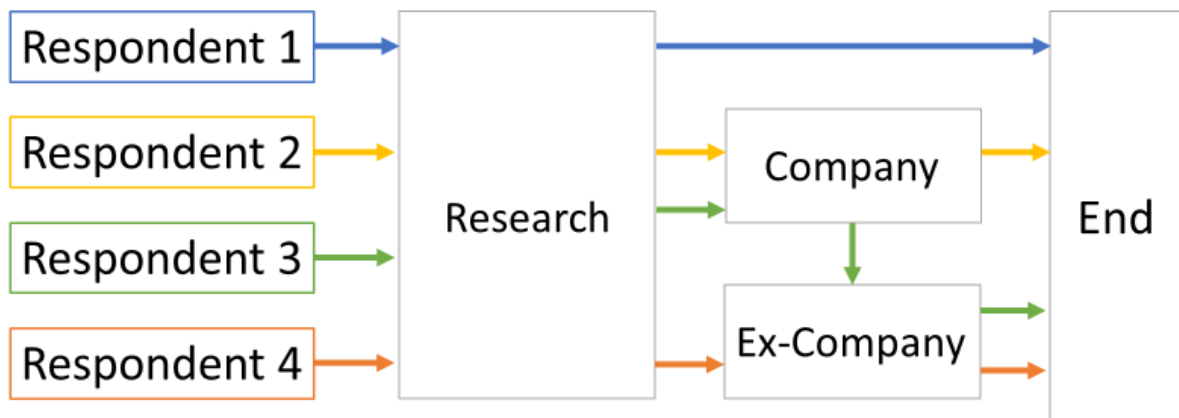 Respondent 1
Respondent 2
Respondent 3
Respondent 4
Research
Company
Ex-Company
End